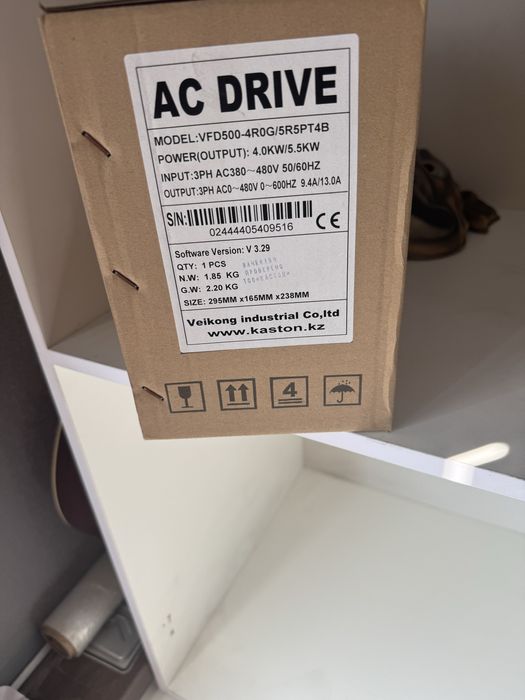 AC DRIVE
MODEL:VFD500-4R0G/5R5PT4B
POWER(OUTPUT): 4.0KW/5.5KW
INPUT:3PH AC380～480V 50/60HZ
OUTPUT:3PH AC0～480V 0～600HZ 9.4A/13.0A
S/N:
02444405409516
CE
Software Version: V 3.29
QTY: 1 PCS
N.W: 1.85 KG
G.W: 2.20 KG
SIZE: 295MM x165MM x238MM
Veikong industrial Co,ltd
www.kaston.kz
4